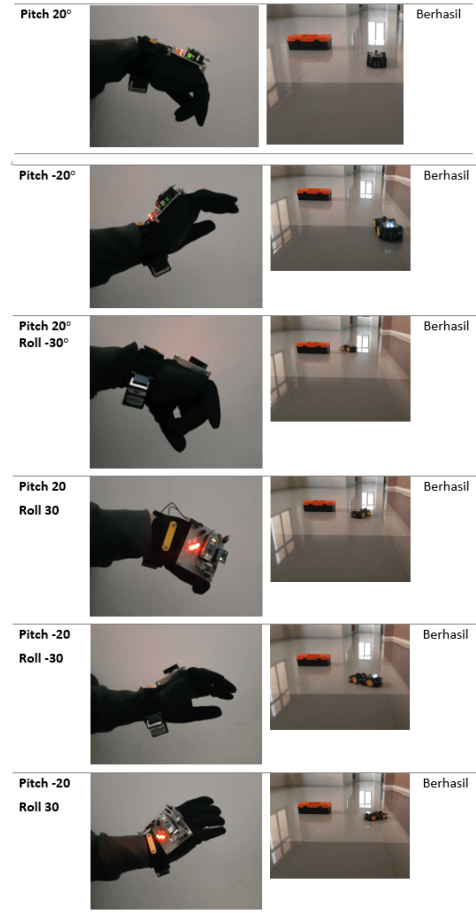 Pitch 20° Berhasil
Pitch -20° Berhasil
Pitch 20° Berhasil
Roll -30°
Pitch 20 Berhasil
Roll 30
Pitch -20 Berhasil
Roll -30
Pitch -20 Berhasil
Roll 30